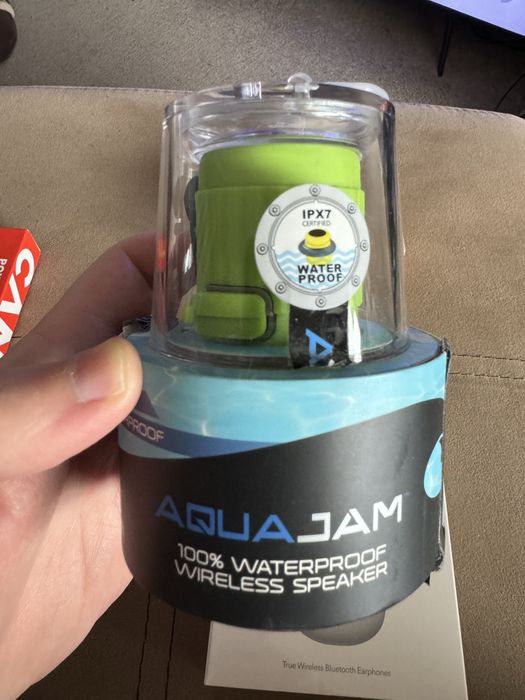 IPX7
CERTIFIED
WATER
PROOF
PROOF
AQUAJAM
100% WATERPROOF
WIRELESS SPEAKER
True Wireless Bluetooth Earphones